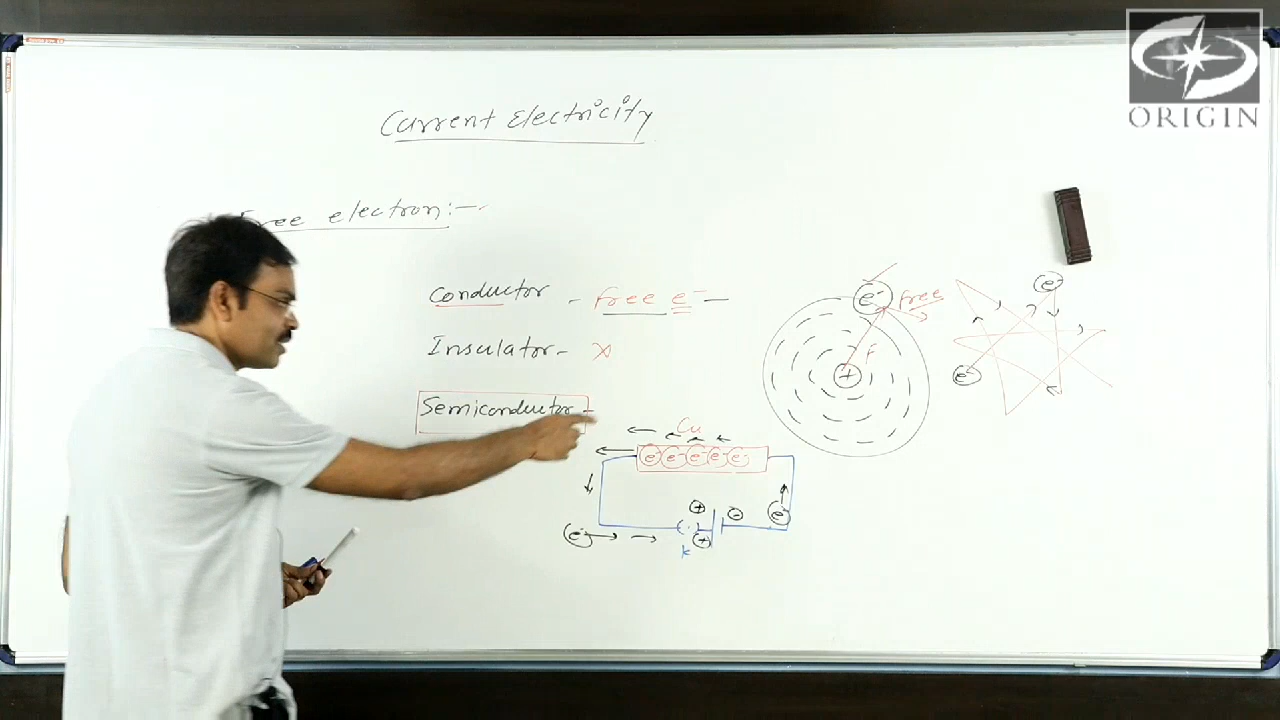 ORIGIN
Current Electricity
Free electron:-
Conductor - free e⁻ -
Insulator - x
Semiconductor -
e⁻ free
F
+
e⁻
e⁻
Cu
e⁻ e⁻ e⁻ e⁻ e⁻
+ -
e⁻
e⁻
+
k